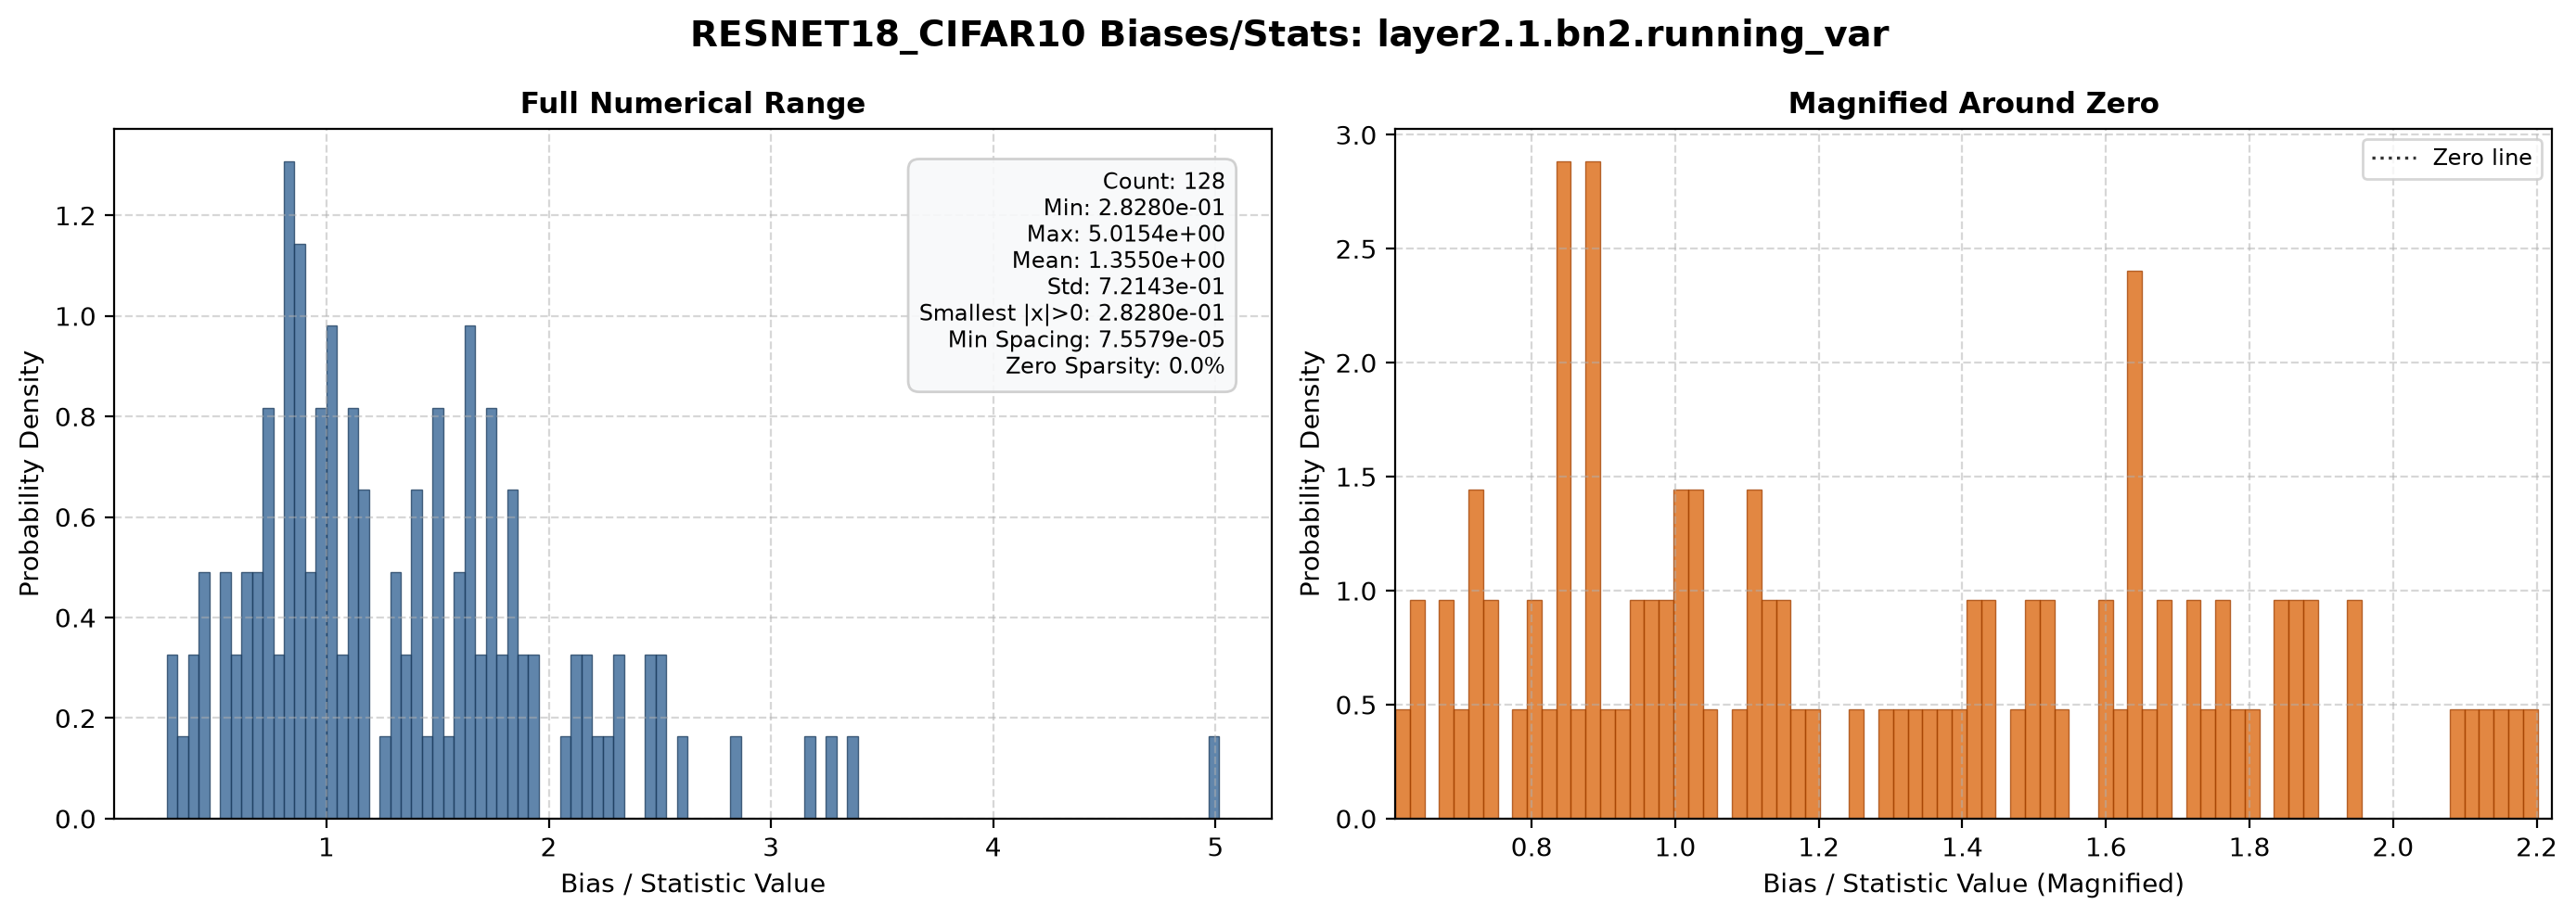 RESNET18_CIFAR10 Biases/Stats: layer2.1.bn2.running_var
Full Numerical Range
Probability Density
0.0
0.2
0.4
0.6
0.8
1.0
1.2
Count: 128
Min: 2.8280e-01
Max: 5.0154e+00
Mean: 1.3550e+00
Std: 7.2143e-01
Smallest |x|>0: 2.8280e-01
Min Spacing: 7.5579e-05
Zero Sparsity: 0.0%
1 2 3 4 5
Bias / Statistic Value
Magnified Around Zero
Probability Density
0.0
0.5
1.0
1.5
2.0
2.5
3.0
Zero line
0.8 1.0 1.2 1.4 1.6 1.8 2.0 2.2
Bias / Statistic Value (Magnified)